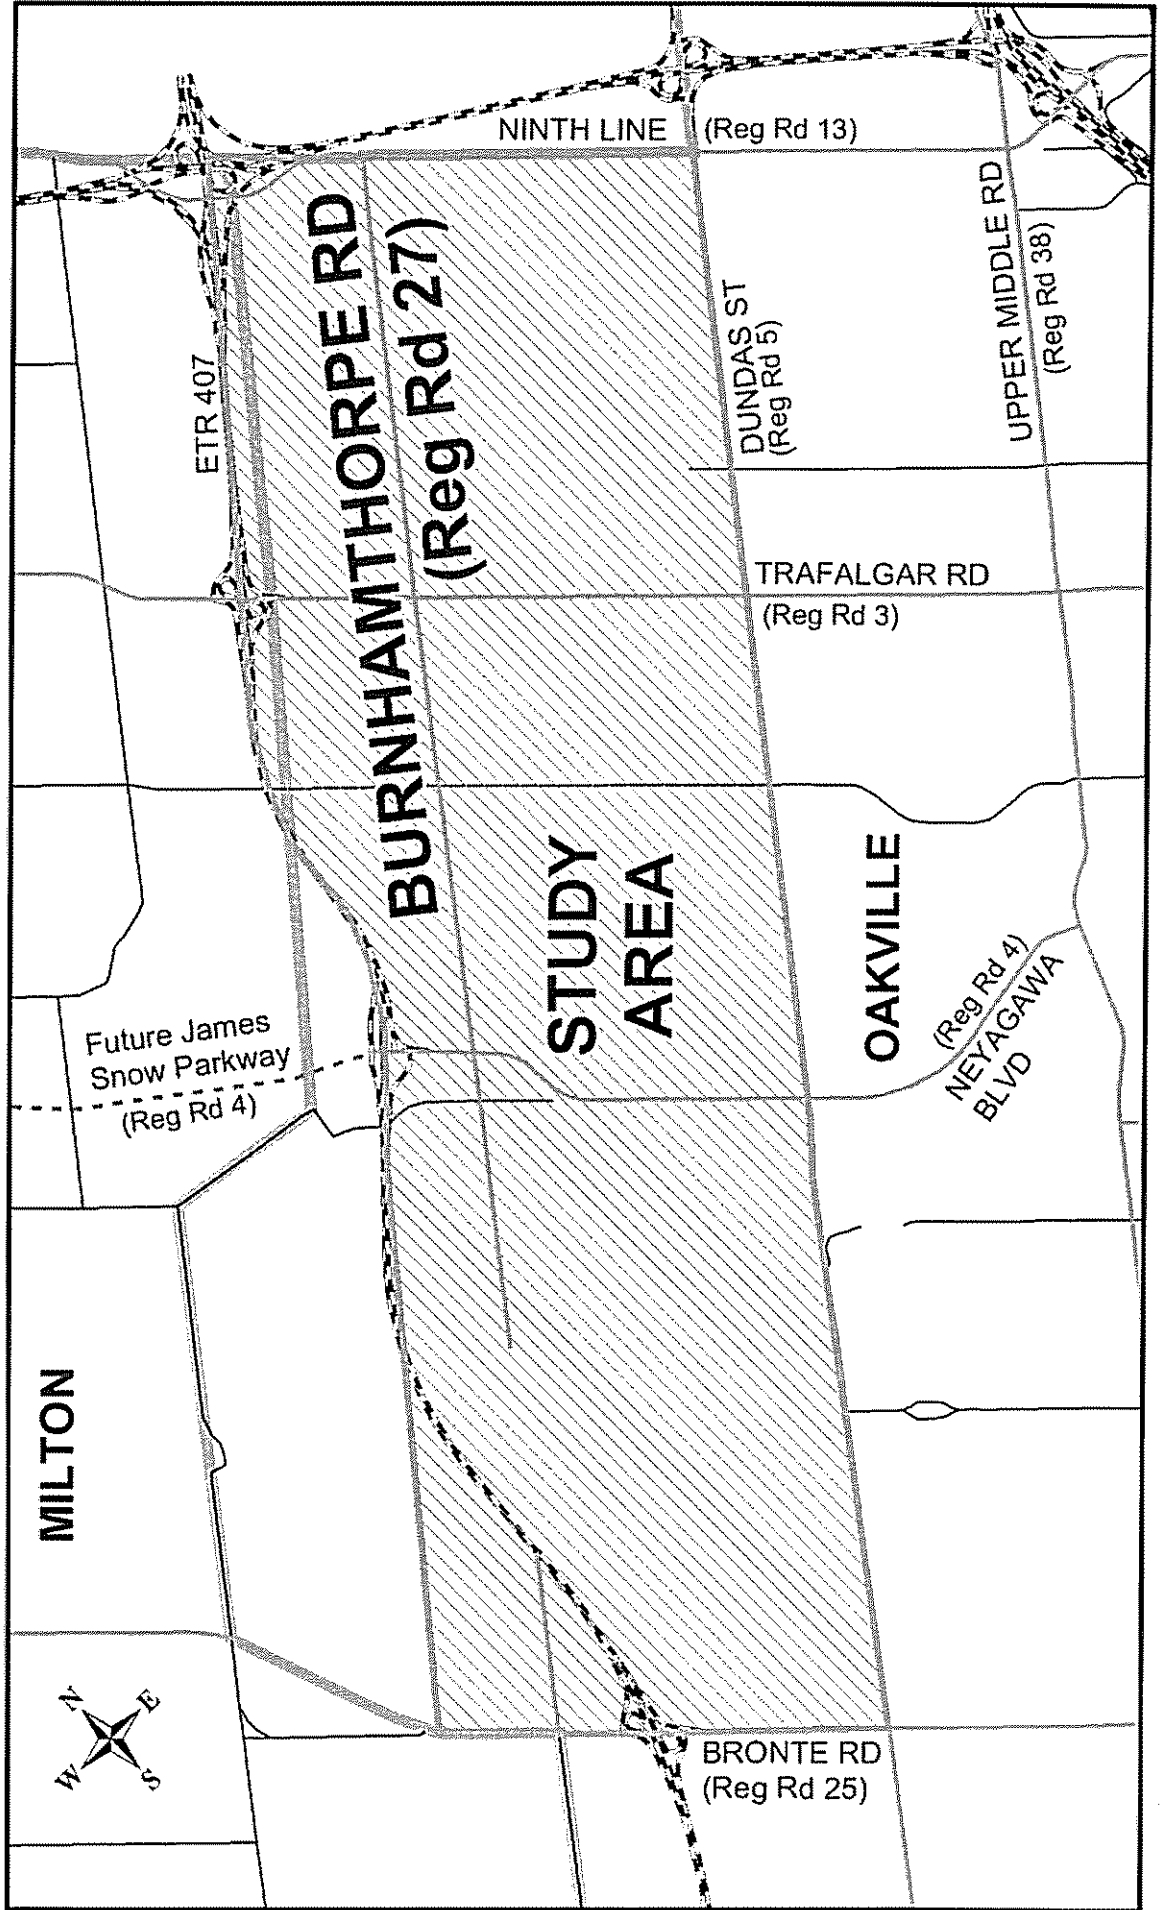 NINTH LINE
(Reg Rd 13)
ETR 407
BURNHAMTHORPE RD
(Reg Rd 27)
DUNDAS ST
(Reg Rd 5)
UPPER MIDDLE RD
(Reg Rd 38)
TRAFALGAR RD
(Reg Rd 3)
STUDY
AREA
OAKVILLE
Future James
Snow Parkway
(Reg Rd 4)
(Reg Rd 4)
NEYAGAWA
BLVD
MILTON
N
E
W
S
BRONTE RD
(Reg Rd 25)